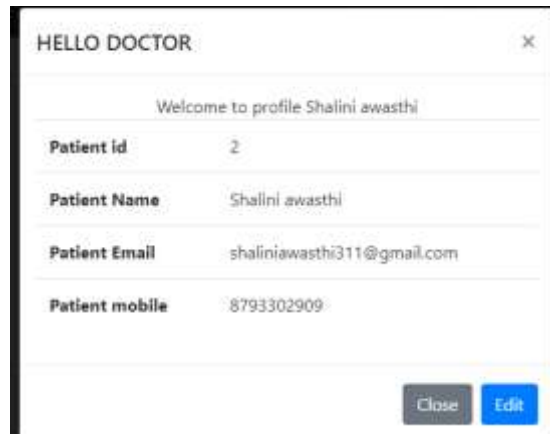 HELLO DOCTOR ×
Welcome to profile Shalini awasthi
Patient id 2
Patient Name Shalini awasthi
Patient Email shaliniawasthi311@gmail.com
Patient mobile 8793302909
Close Edit